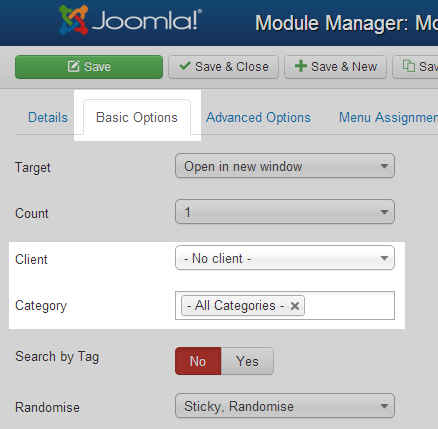 Joomla!® Module Manager: Mo
Save Save & Close Save & New Sav
Details Basic Options Advanced Options Menu Assignmen
Target Open in new window
Count 1
Client - No client -
Category - All Categories -
Search by Tag No Yes
Randomise Sticky, Randomise